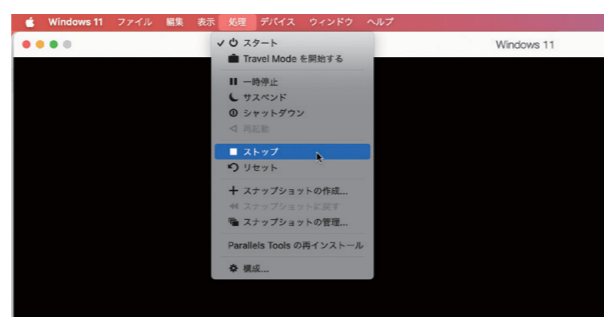 Windows 11 ファイル 編集 表示 処理 デバイス ウィンドウ ヘルプ
Windows 11
スタート
Travel Mode を開始する
一時停止
サスペンド
シャットダウン
再起動
ストップ
リセット
スナップショットの作成...
スナップショットに戻す
スナップショットの管理...
Parallels Tools の再インストール
構成...